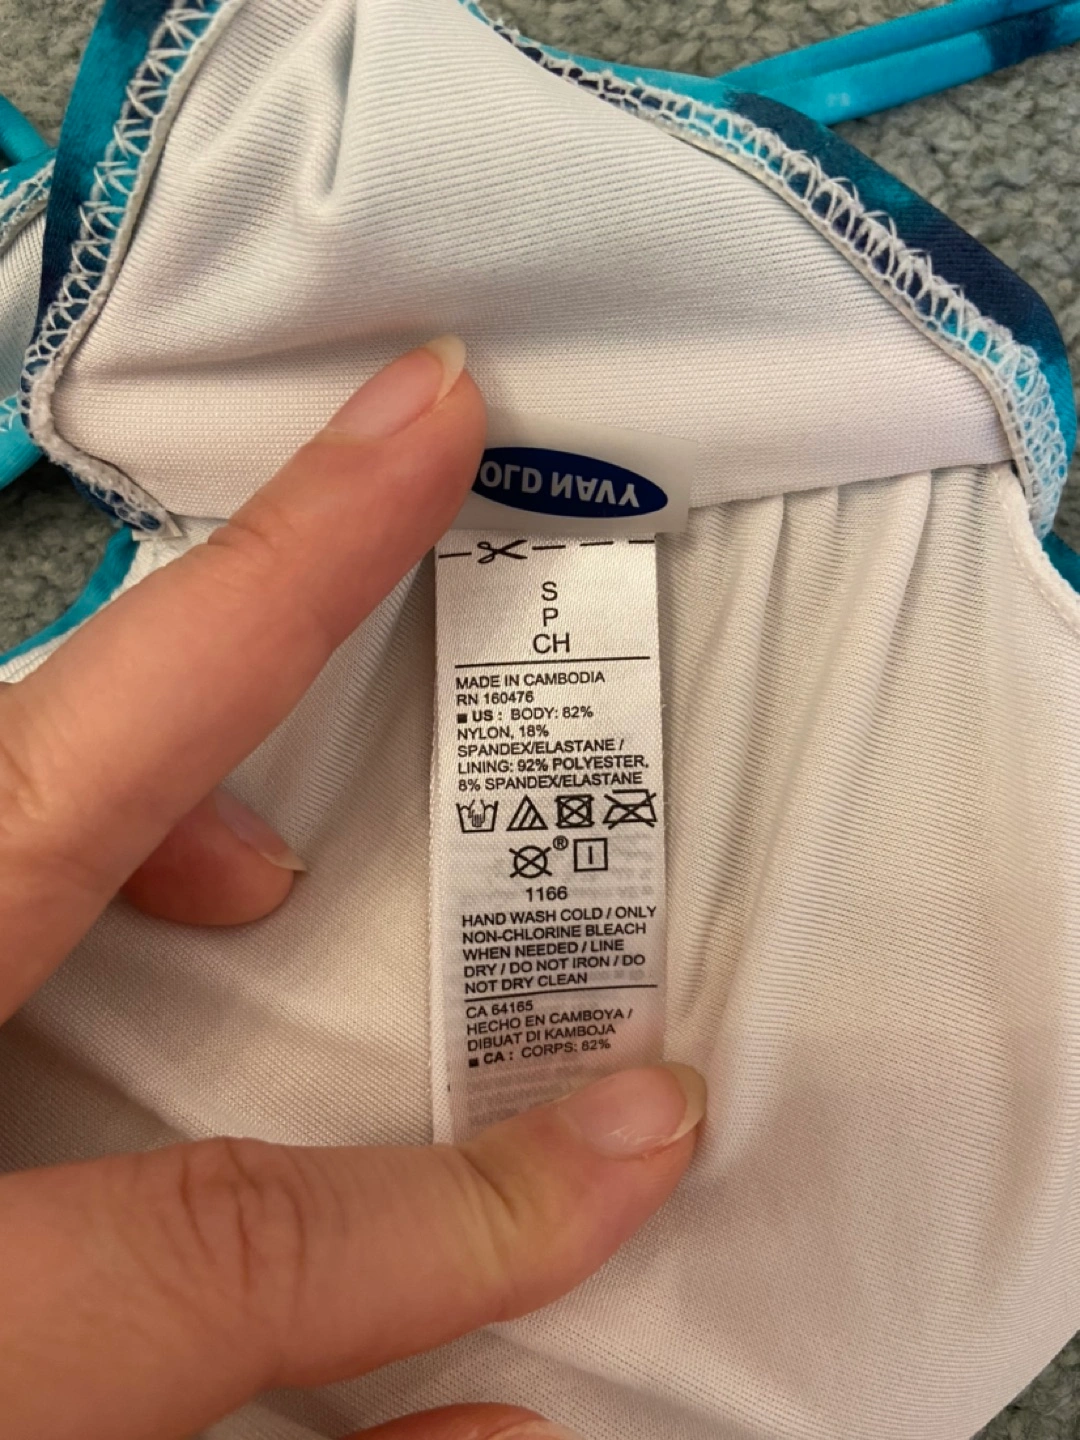 OLD NAVY
S
P
CH
MADE IN CAMBODIA
RN 160476
■ US : BODY: 82%
NYLON, 18%
SPANDEX/ELASTANE /
LINING: 92% POLYESTER,
8% SPANDEX/ELASTANE
®
1166
HAND WASH COLD / ONLY
NON-CHLORINE BLEACH
WHEN NEEDED / LINE
DRY / DO NOT IRON / DO
NOT DRY CLEAN
CA 64165
HECHO EN CAMBOYA /
DIBUAT DI KAMBOJA
■ CA : CORPS: 82%